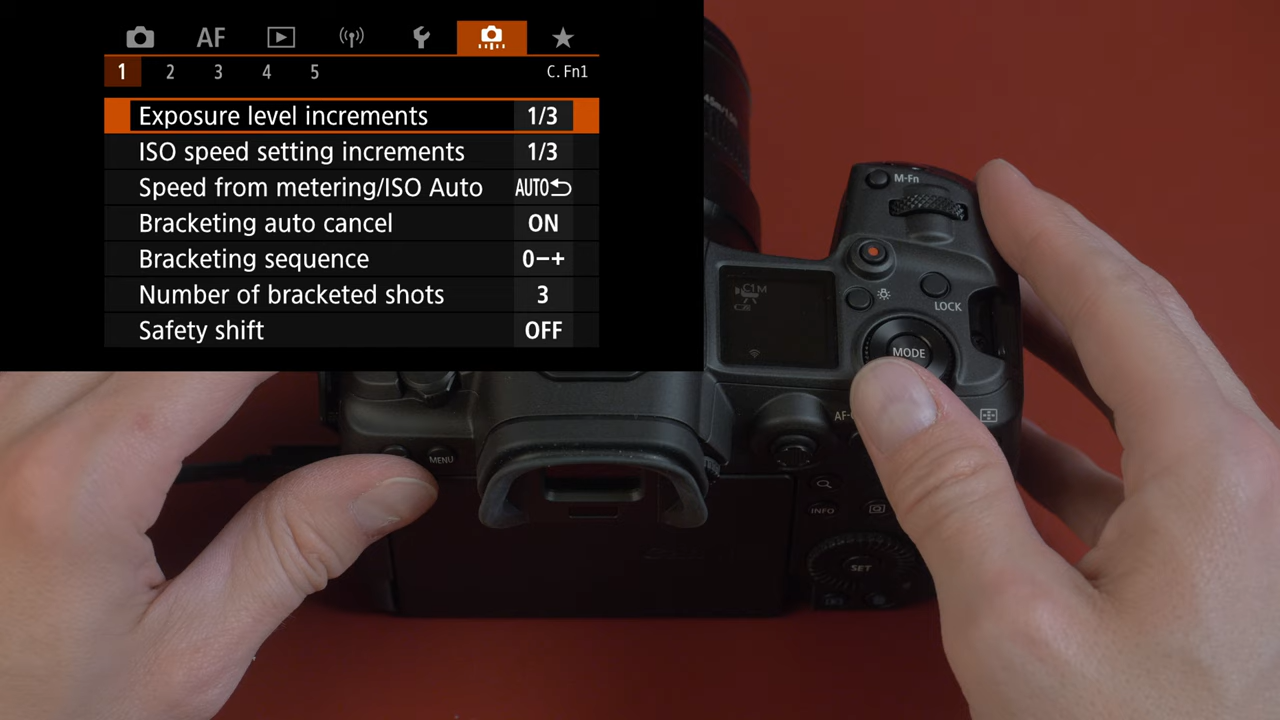 AF
1 2 3 4 5 C.Fn1
Exposure level increments 1/3
ISO speed setting increments 1/3
Speed from metering/ISO Auto AUTO
Bracketing auto cancel ON
Bracketing sequence 0−+
Number of bracketed shots 3
Safety shift OFF
M-Fn
LOCK
C1M
MODE
MENU
INFO
SET